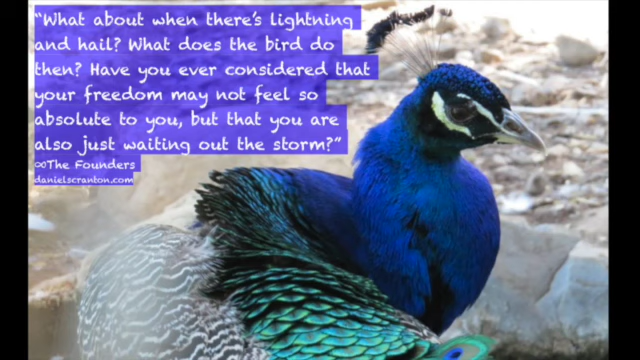 “What about when there’s lightning
and hail? What does the bird do
then? Have you ever considered that
your freedom may not feel so
absolute to you, but that you are
also just waiting out the storm?”
∞The Founders
danielscranton.com